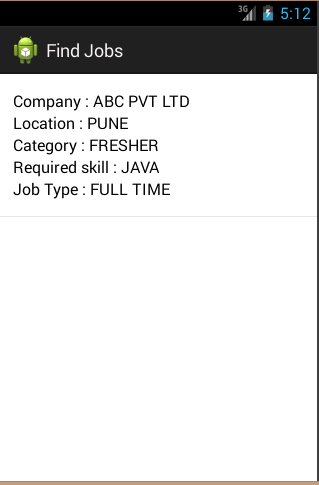 3G
5:12
Find Jobs
Company : ABC PVT LTD
Location : PUNE
Category : FRESHER
Required skill : JAVA
Job Type : FULL TIME